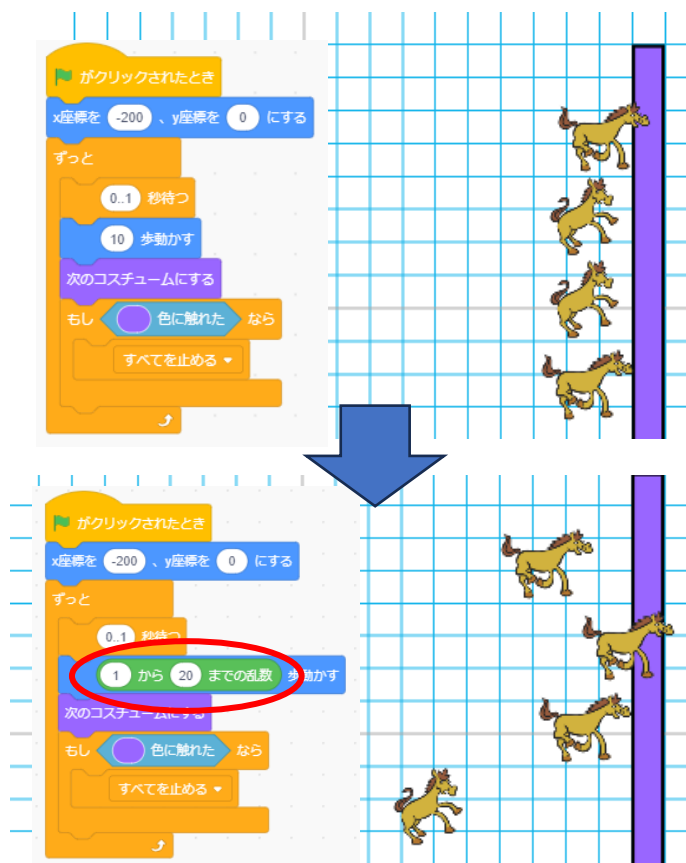 がクリックされたとき
x座標を -200 、y座標を 0 にする
ずっと
0..1 秒待つ
10 歩動かす
次のコスチュームにする
もし 色に触れた なら
すべてを止める
がクリックされたとき
x座標を -200 、y座標を 0 にする
ずっと
0..1 秒待つ
1 から 20 までの乱数 歩動かす
次のコスチュームにする
もし 色に触れた なら
すべてを止める